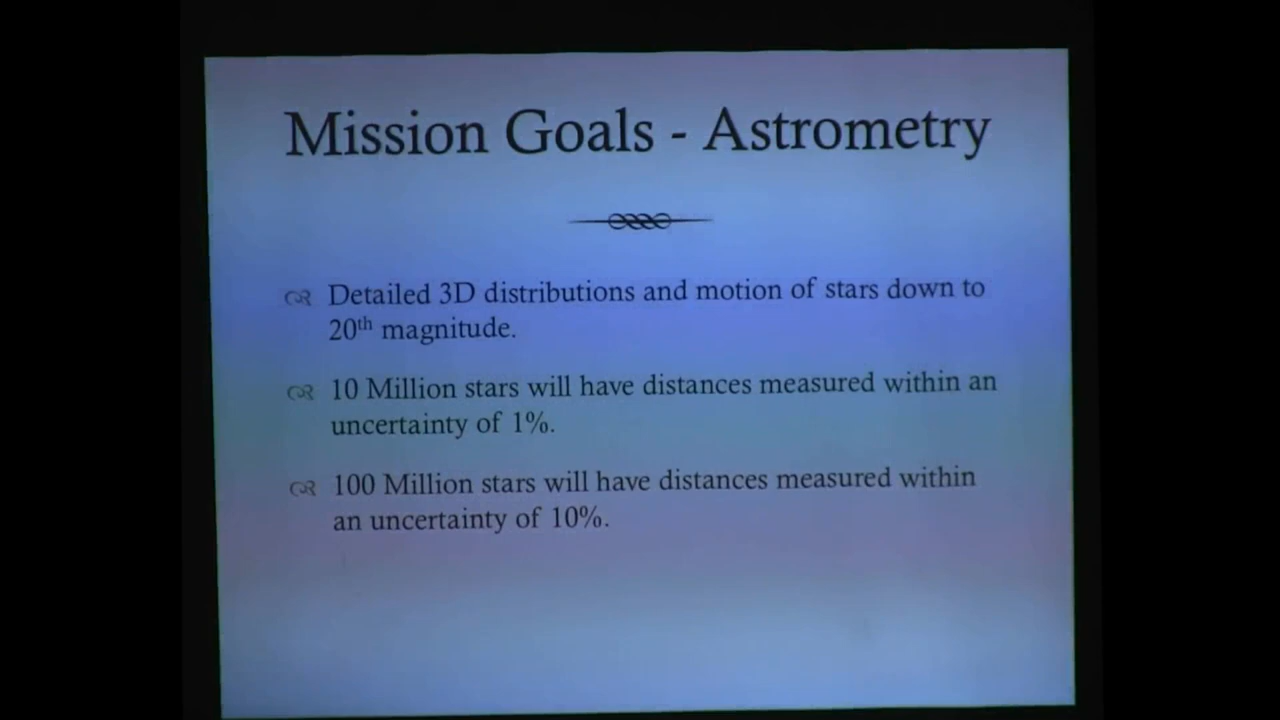 Mission Goals - Astrometry
Detailed 3D distributions and motion of stars down to
20th magnitude.
10 Million stars will have distances measured within an
uncertainty of 1%.
100 Million stars will have distances measured within
an uncertainty of 10%.